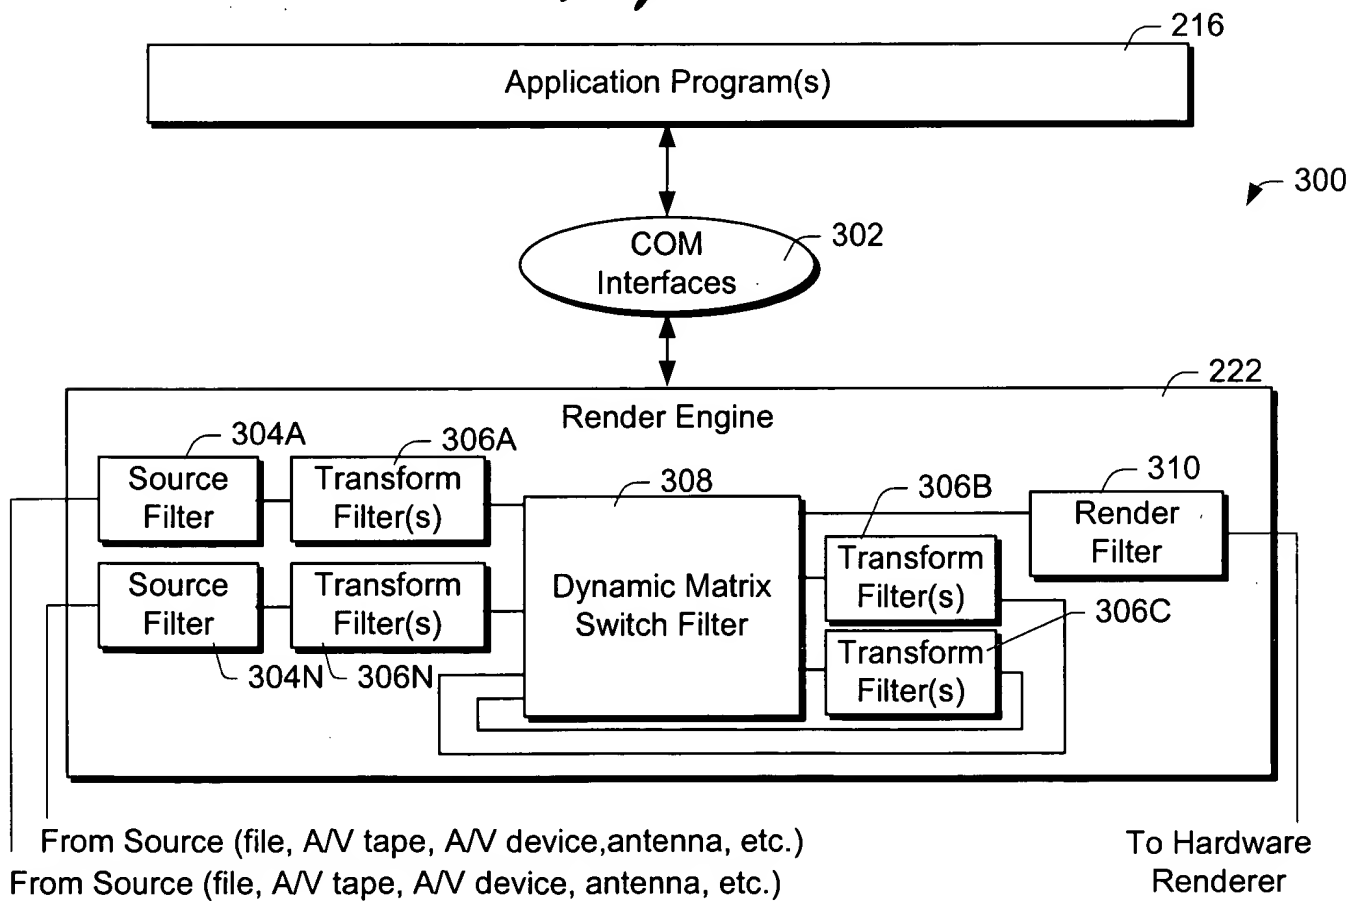 216
Application Program(s)
300
COM
Interfaces
302
222
Render Engine
304A
306A
Source
Filter
Transform
Filter(s)
308
306B
310
Render
Filter
Source
Filter
Transform
Filter(s)
Dynamic Matrix
Switch Filter
Transform
Filter(s)
306C
Transform
Filter(s)
304N
306N
From Source (file, A/V tape, A/V device,antenna, etc.)
From Source (file, A/V tape, A/V device, antenna, etc.)
To Hardware
Renderer